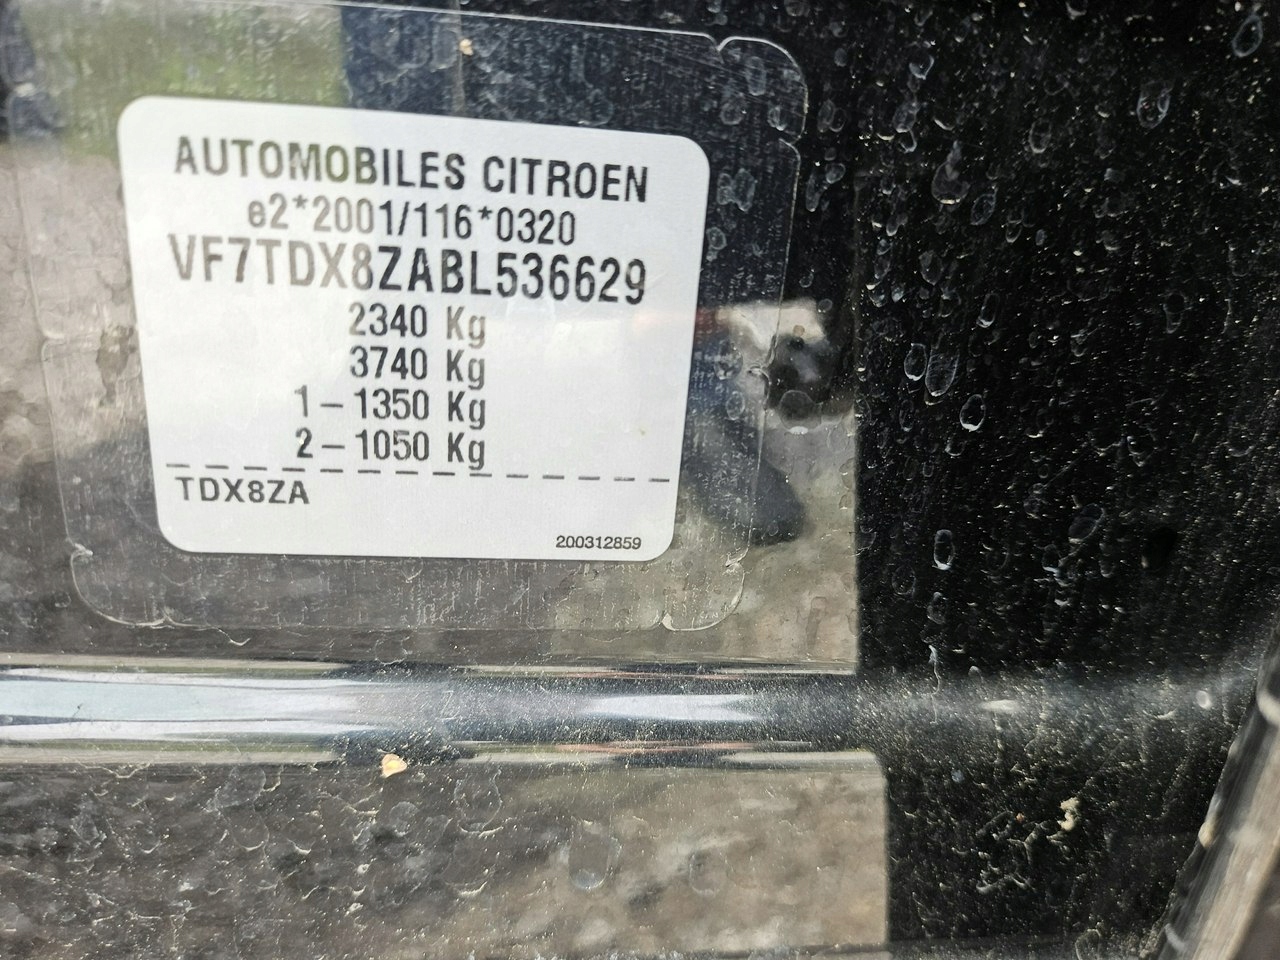 AUTOMOBILES CITROEN
e2*2001/116*0320
VF7TDX8ZABL536629
2340 Kg
3740 Kg
1 – 1350 Kg
2 – 1050 Kg
TDX8ZA
200312859